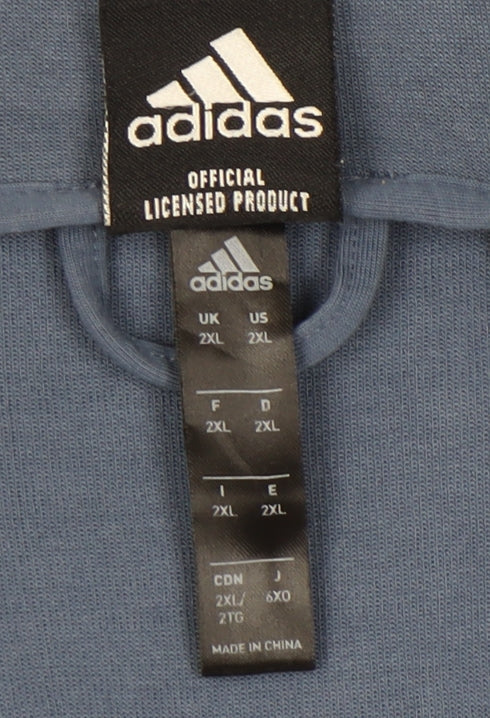 adidas
OFFICIAL
LICENSED PRODUCT
adidas
UK US
2XL 2XL
F D
2XL 2XL
I E
2XL 2XL
CDN J
2XL/ 6XO
2TG
MADE IN CHINA